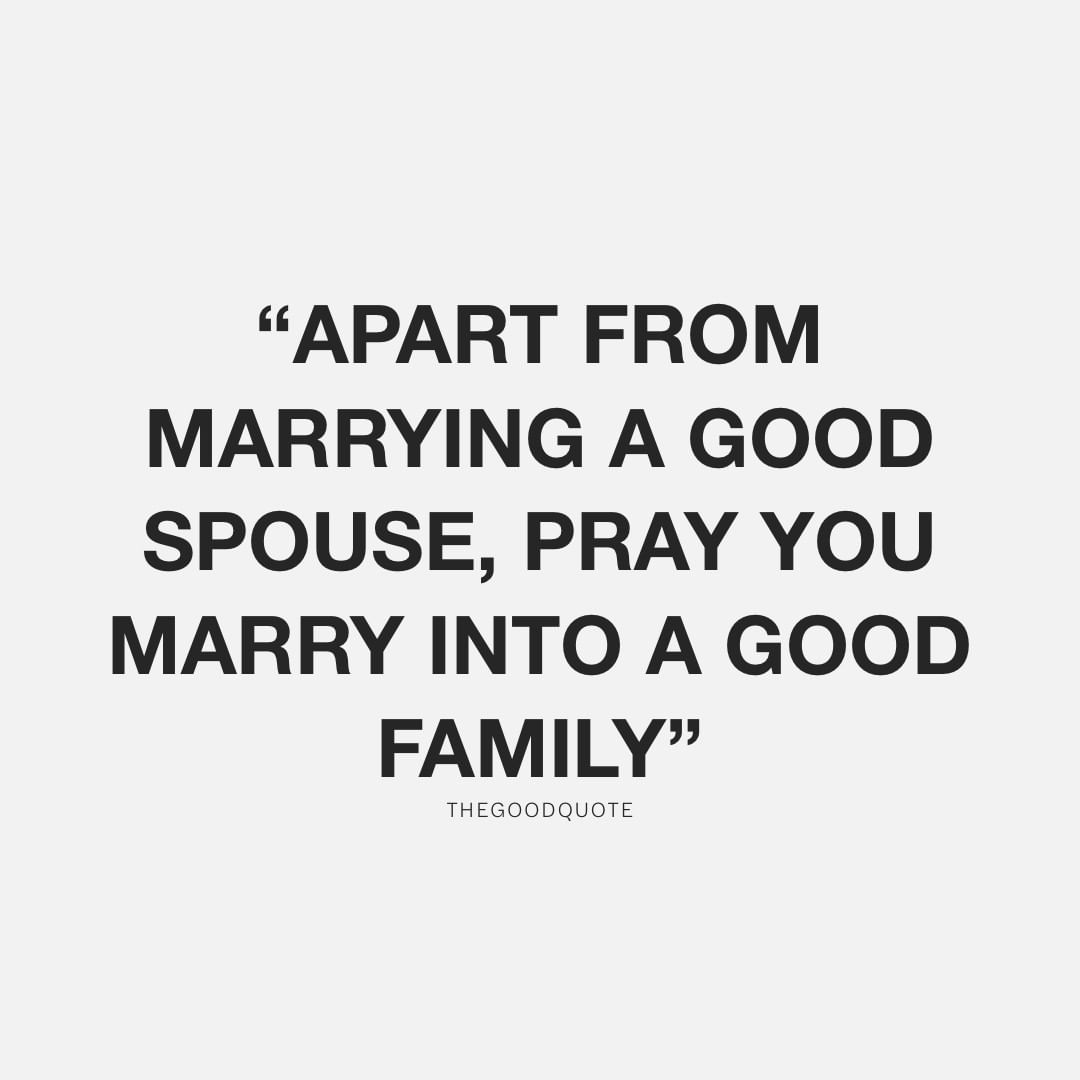 “APART FROM
MARRYING A GOOD
SPOUSE, PRAY YOU
MARRY INTO A GOOD
FAMILY”
THEGOODQUOTE